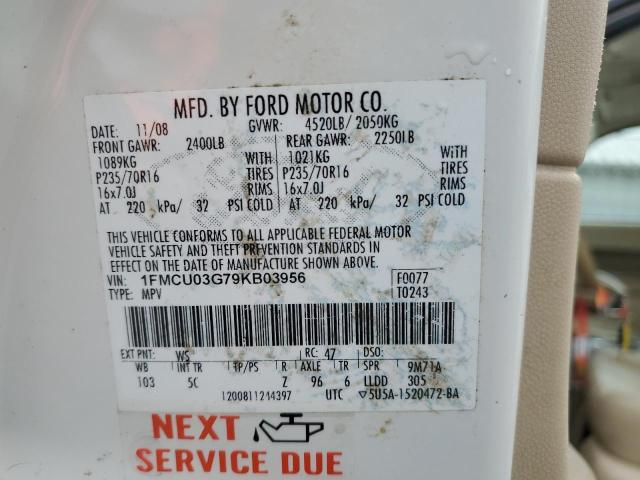 MFD. BY FORD MOTOR CO.
DATE: 11/08 GVWR: 4520LB/ 2050KG
FRONT GAWR: 2400LB REAR GAWR: 2250LB
1089KG WITH 1021KG WITH
P235/70R16 TIRES P235/70R16 TIRES
16x7.0J RIMS 16x7.0J RIMS
AT 220 kPa/ 32 PSI COLD AT 220 kPa/ 32 PSI COLD
THIS VEHICLE CONFORMS TO ALL APPLICABLE FEDERAL MOTOR
VEHICLE SAFETY AND THEFT PREVENTION STANDARDS IN
EFFECT ON THE DATE OF MANUFACTURE SHOWN ABOVE.
VIN: 1FMCU03G79KB03956 F0077
TYPE: MPV T0243
EXT PNT: WS RC: 47 DSO:
WB INT TR TP/PS R AXLE TR SPR 9M71A
103 5C Z 96 6 LLDD 305
1200811214397 UTC ▽5U5A-1520472-BA
NEXT
SERVICE DUE